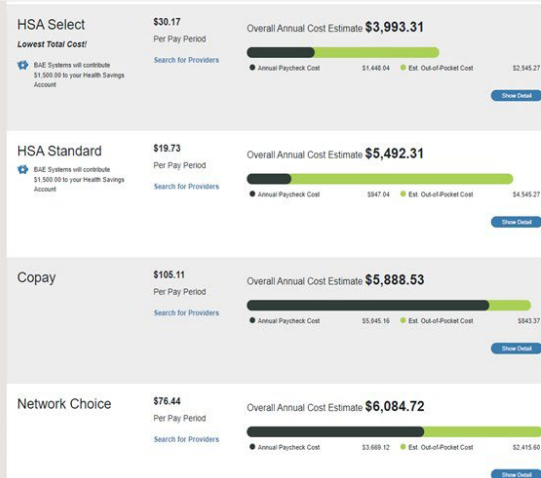 HSA Select
Lowest Total Cost!
BAE Systems will contribute
$1,500.00 to your Health Savings
Account
$30.17
Per Pay Period
Search for Providers
Overall Annual Cost Estimate $3,993.31
Annual Paycheck Cost $1,448.04 Est. Out-of-Pocket Cost $2,545.27
Show Detail
HSA Standard
BAE Systems will contribute
$1,500.00 to your Health Savings
Account
$19.73
Per Pay Period
Search for Providers
Overall Annual Cost Estimate $5,492.31
Annual Paycheck Cost $947.04 Est. Out-of-Pocket Cost $4,545.27
Show Detail
Copay
$105.11
Per Pay Period
Search for Providers
Overall Annual Cost Estimate $5,888.53
Annual Paycheck Cost $5,045.16 Est. Out-of-Pocket Cost $843.37
Show Detail
Network Choice
$76.44
Per Pay Period
Search for Providers
Overall Annual Cost Estimate $6,084.72
Annual Paycheck Cost $3,669.12 Est. Out-of-Pocket Cost $2,415.60
Show Detail